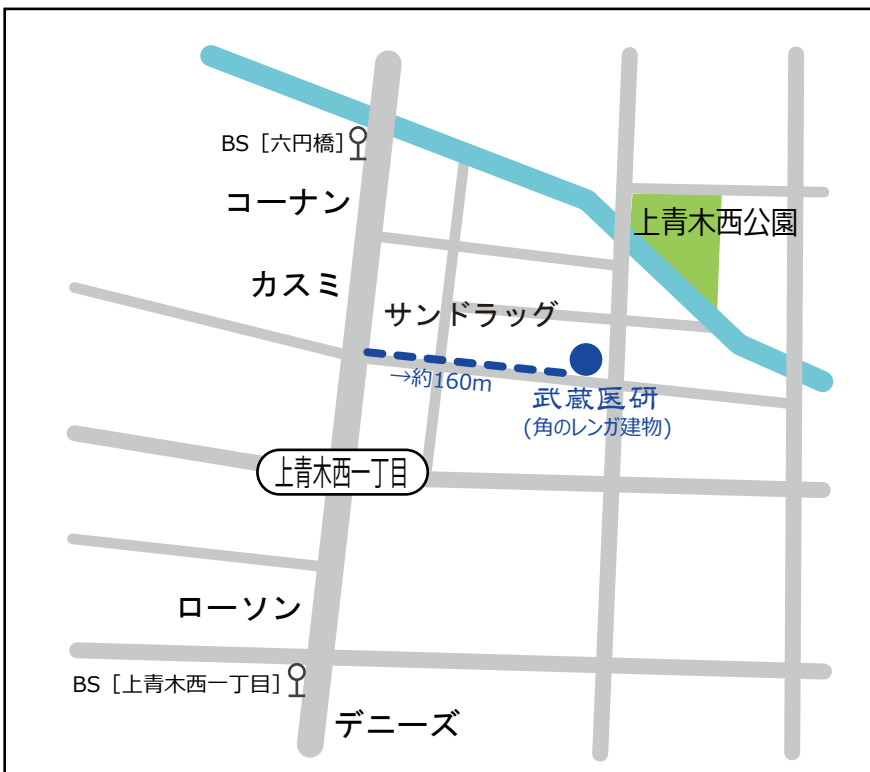 BS［六円橋］
コーナン
上青木西公園
カスミ
サンドラッグ
→約160m
武蔵医研
(角のレンガ建物)
上青木西一丁目
ローソン
BS［上青木西一丁目］
デニーズ